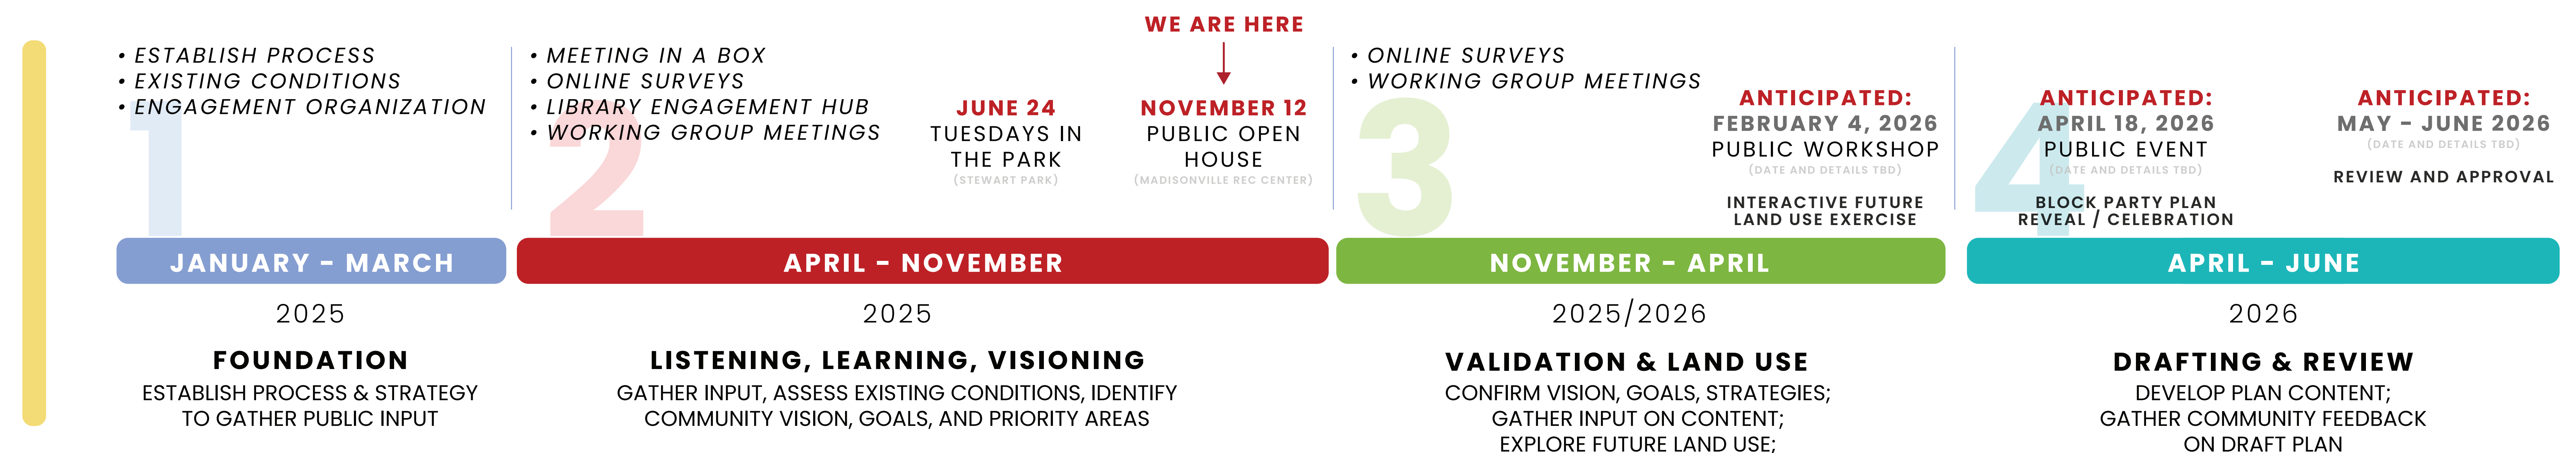 WE ARE HERE
1
• ESTABLISH PROCESS
• EXISTING CONDITIONS
• ENGAGEMENT ORGANIZATION
JANUARY - MARCH
2025
FOUNDATION
ESTABLISH PROCESS & STRATEGY
TO GATHER PUBLIC INPUT
2
• MEETING IN A BOX
• ONLINE SURVEYS
• LIBRARY ENGAGEMENT HUB
• WORKING GROUP MEETINGS
JUNE 24
TUESDAYS IN
THE PARK
(STEWART PARK)
NOVEMBER 12
PUBLIC OPEN
HOUSE
(MADISONVILLE REC CENTER)
APRIL - NOVEMBER
2025
LISTENING, LEARNING, VISIONING
GATHER INPUT, ASSESS EXISTING CONDITIONS, IDENTIFY
COMMUNITY VISION, GOALS, AND PRIORITY AREAS
3
• ONLINE SURVEYS
• WORKING GROUP MEETINGS
ANTICIPATED:
FEBRUARY 4, 2026
PUBLIC WORKSHOP
(DATE AND DETAILS TBD)
INTERACTIVE FUTURE
LAND USE EXERCISE
NOVEMBER - APRIL
2025/2026
VALIDATION & LAND USE
CONFIRM VISION, GOALS, STRATEGIES;
GATHER INPUT ON CONTENT;
EXPLORE FUTURE LAND USE;
4
ANTICIPATED:
APRIL 18, 2026
PUBLIC EVENT
(DATE AND DETAILS TBD)
BLOCK PARTY PLAN
REVEAL / CELEBRATION
ANTICIPATED:
MAY - JUNE 2026
(DATE AND DETAILS TBD)
REVIEW AND APPROVAL
APRIL - JUNE
2026
DRAFTING & REVIEW
DEVELOP PLAN CONTENT;
GATHER COMMUNITY FEEDBACK
ON DRAFT PLAN